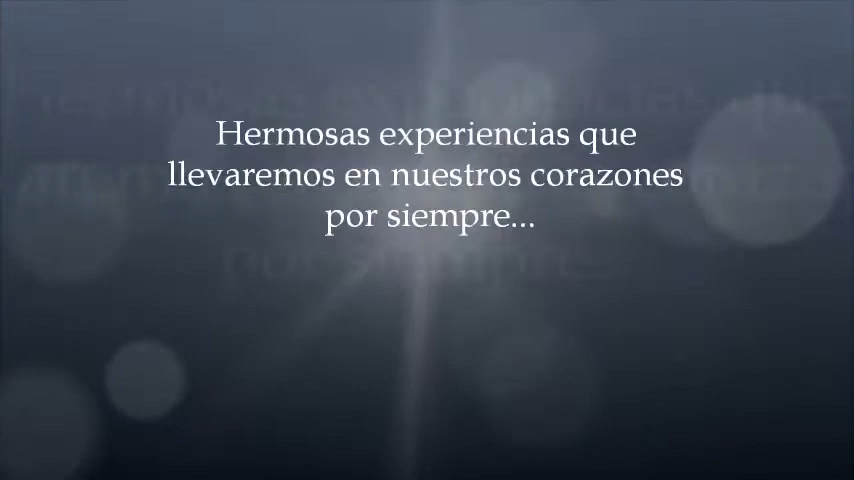 Hermosas experiencias que
llevaremos en nuestros corazones
por siempre...